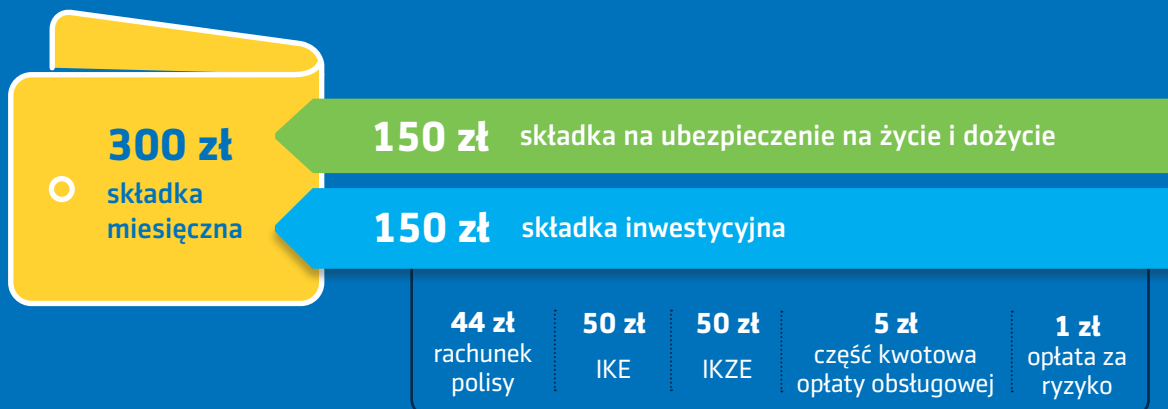 300 zł
składka
miesięczna
150 zł składka na ubezpieczenie na życie i dożycie
150 zł składka inwestycyjna
44 zł
rachunek
polisy
50 zł
IKE
50 zł
IKZE
5 zł
część kwotowa
opłaty obsługowej
1 zł
opłata za
ryzyko